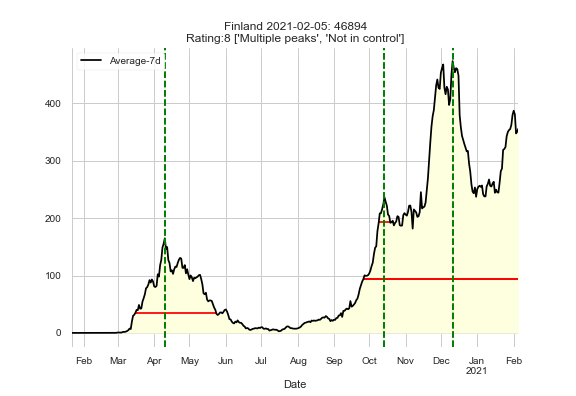 Finland 2021-02-05: 46894
Rating:8 ['Multiple peaks', 'Not in control']
Average-7d
400
300
200
100
0
Feb Mar Apr May Jun Jul Aug Sep Oct Nov Dec Jan Feb
2021
Date